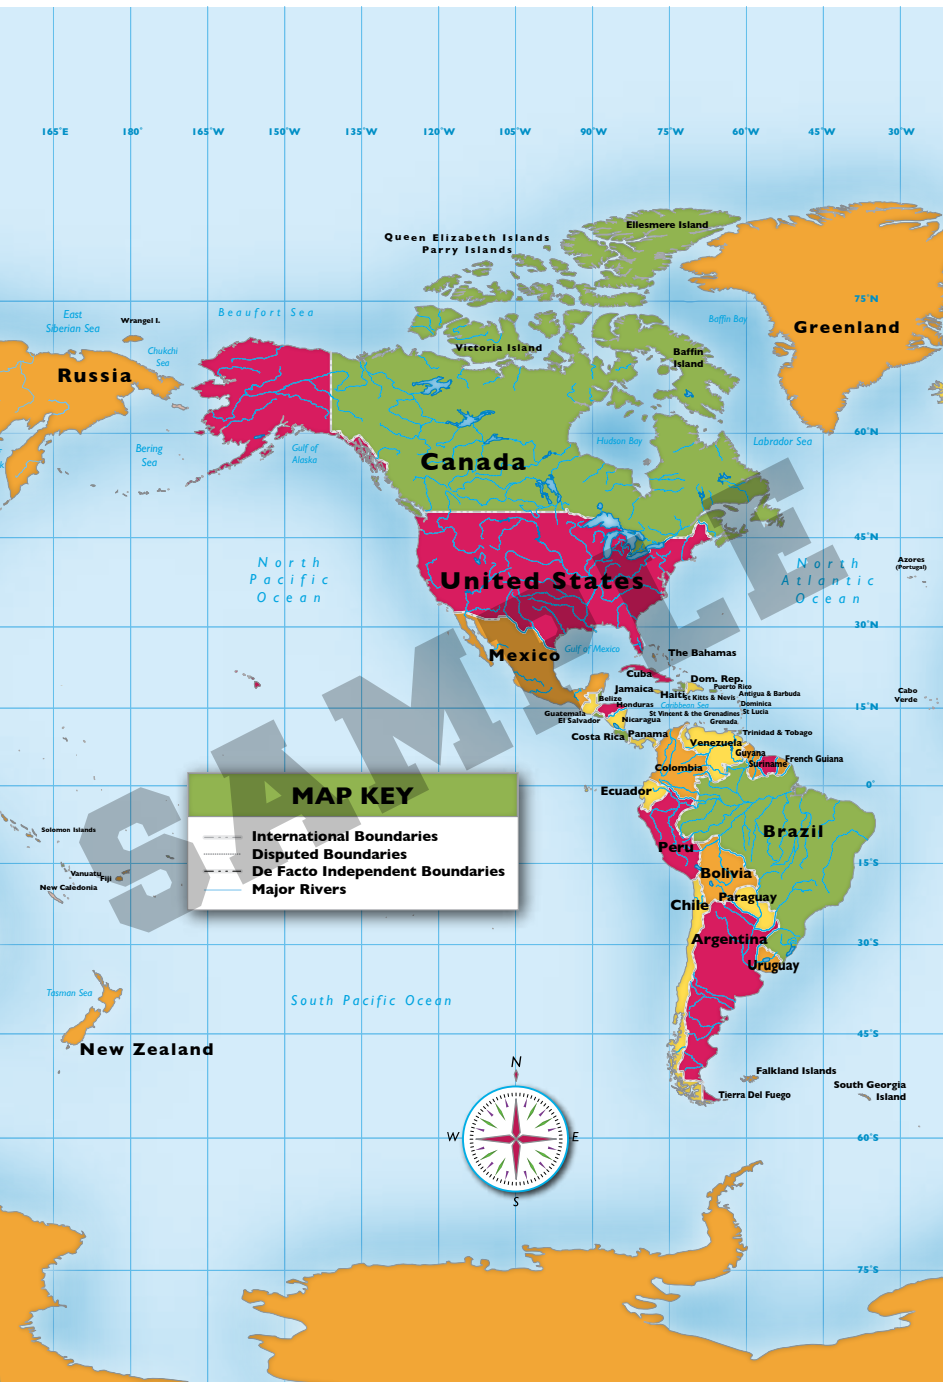 165°E 180° 165°W 150°W 135°W 120°W 105°W 90°W 75°W 60°W 45°W 30°W
Ellesmere Island
Queen Elizabeth Islands
Parry Islands
75°N
East
Siberian Sea
Wrangel I.
Beaufort Sea
Baffin Bay
Greenland
Chukchi
Sea
Victoria Island
Baffin
Island
Russia
60°N
Bering
Sea
Gulf of
Alaska
Hudson Bay
Labrador Sea
Canada
45°N
North
Pacific
Ocean
North
Atlantic
Ocean
Azores
(Portugal)
United States
30°N
Gulf of Mexico
The Bahamas
Mexico
Cuba
Dom. Rep.
Jamaica
Haiti
Puerto Rico
St Kitts & Nevis
Antigua & Barbuda
Cabo
Verde
Belize
Honduras
Caribbean Sea
Dominica
St Lucia
15°N
Guatemala
El Salvador
Nicaragua
St Vincent & the Grenadines
Grenada
Costa Rica
Panama
Trinidad & Tobago
Venezuela
Guyana
Suriname
French Guiana
Colombia
0°
Ecuador
SAMPLE
MAP KEY
International Boundaries
Disputed Boundaries
De Facto Independent Boundaries
Major Rivers
Solomon Islands
Brazil
Peru
15°S
Vanuatu
Fiji
New Caledonia
Bolivia
Paraguay
Chile
Argentina
30°S
Uruguay
Tasman Sea
South Pacific Ocean
45°S
New Zealand
N
Falkland Islands
South Georgia
Island
Tierra Del Fuego
W E
60°S
S
75°S